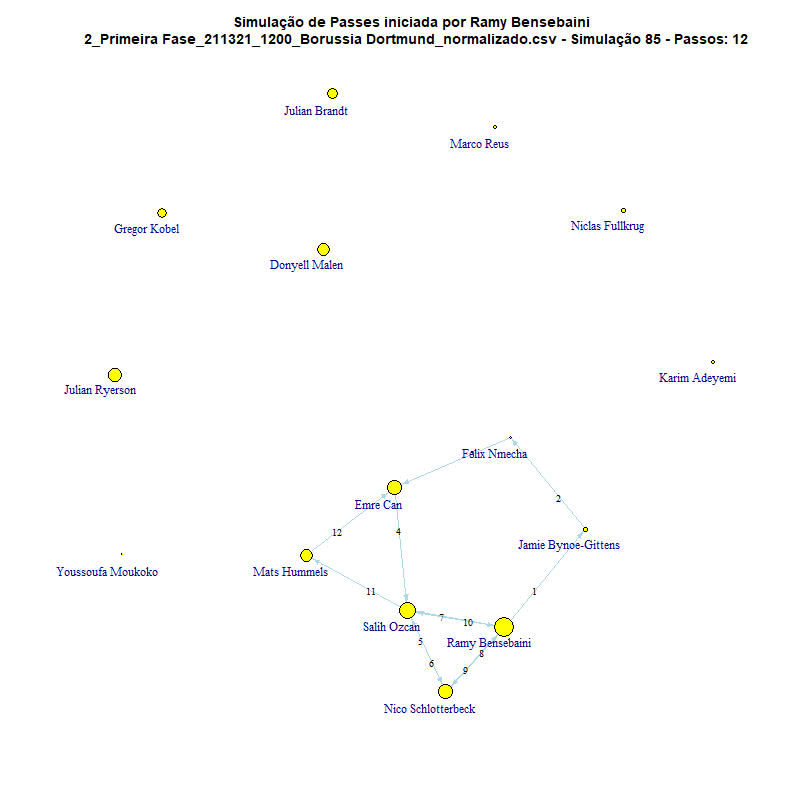 Simulação de Passes iniciada por Ramy Bensebaini
2_Primeira Fase_211321_1200_Borussia Dortmund_normalizado.csv - Simulação 85 - Passos: 12
Julian Brandt
Marco Reus
Gregor Kobel
Niclas Fullkrug
Donyell Malen
Karim Adeyemi
Julian Ryerson
Felix Nmecha
2
Emre Can
12
4
Jamie Bynoe-Gittens
Youssoufa Moukoko
Mats Hummels
11
1
7
10
Salih Ozcan
5
Ramy Bensebaini
8
6
9
Nico Schlotterbeck